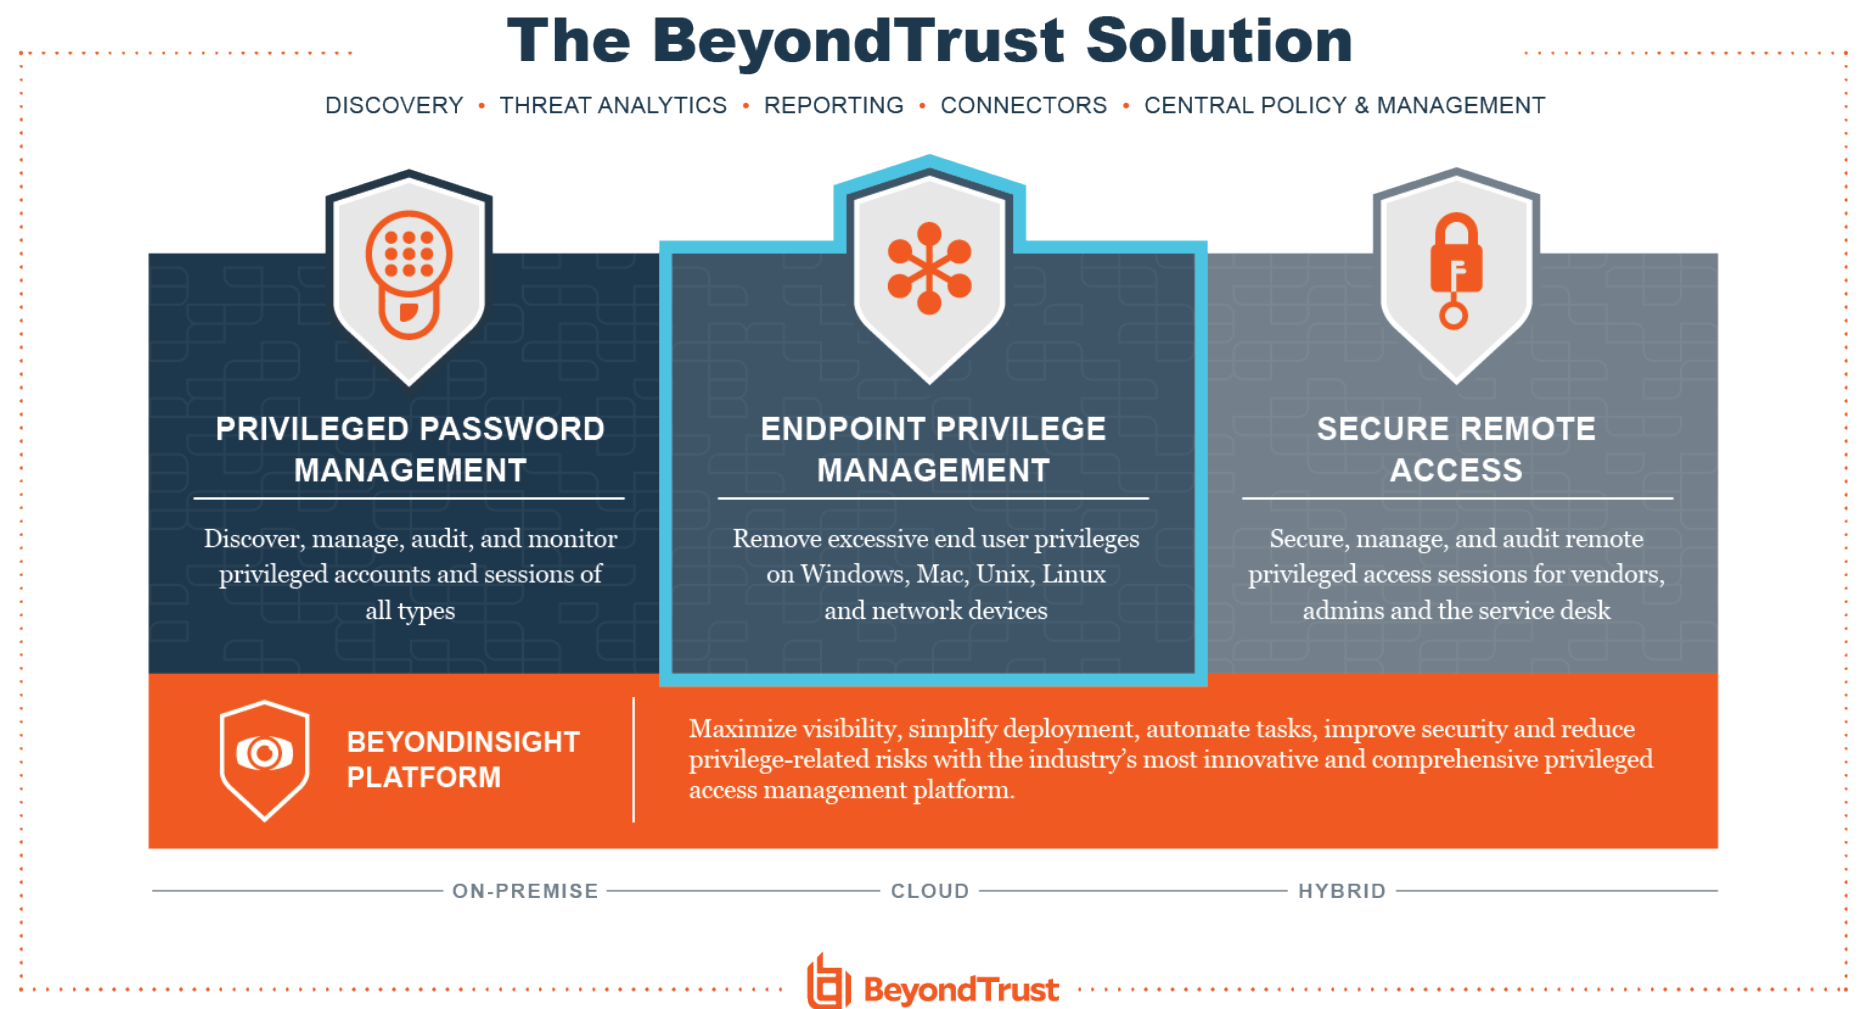 The BeyondTrust Solution
DISCOVERY • THREAT ANALYTICS • REPORTING • CONNECTORS • CENTRAL POLICY & MANAGEMENT
PRIVILEGED PASSWORD
MANAGEMENT
Discover, manage, audit, and monitor
privileged accounts and sessions of
all types
ENDPOINT PRIVILEGE
MANAGEMENT
Remove excessive end user privileges
on Windows, Mac, Unix, Linux
and network devices
SECURE REMOTE
ACCESS
Secure, manage, and audit remote
privileged access sessions for vendors,
admins and the service desk
BEYONDINSIGHT
PLATFORM
Maximize visibility, simplify deployment, automate tasks, improve security and reduce
privilege-related risks with the industry’s most innovative and comprehensive privileged
access management platform.
ON-PREMISE
CLOUD
HYBRID
BeyondTrust